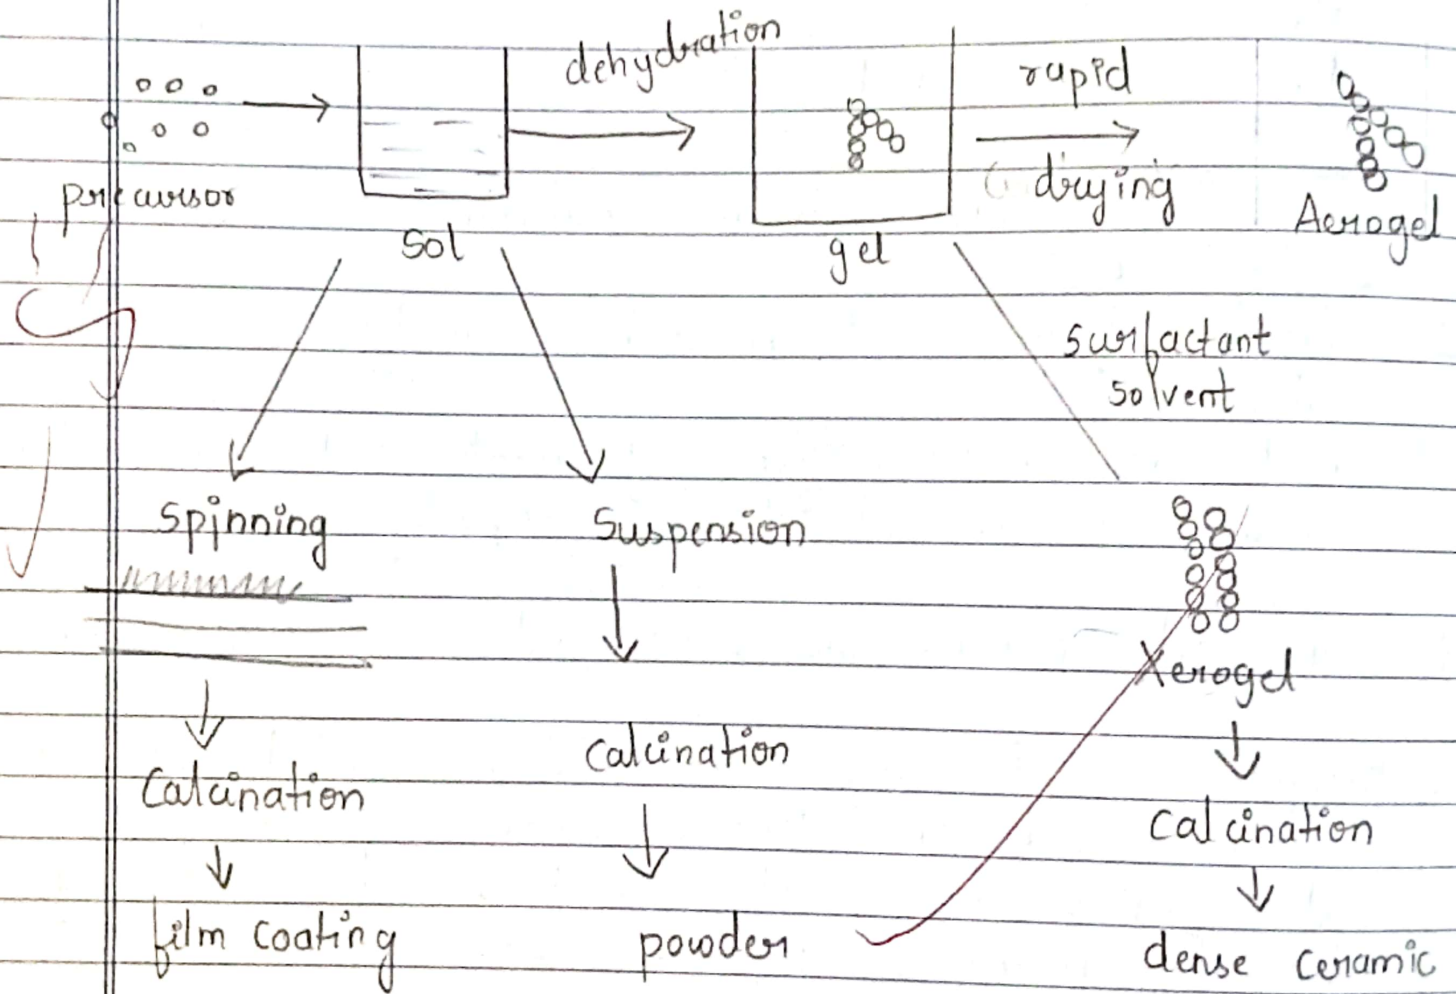 dehydration
rapid
drying
precursor
Sol
gel
Aerogel
Surfactant
Solvent
Spinning
Suspension
Xerogel
Calcination
Calcination
Calcination
film coating
powder
dense ceramic